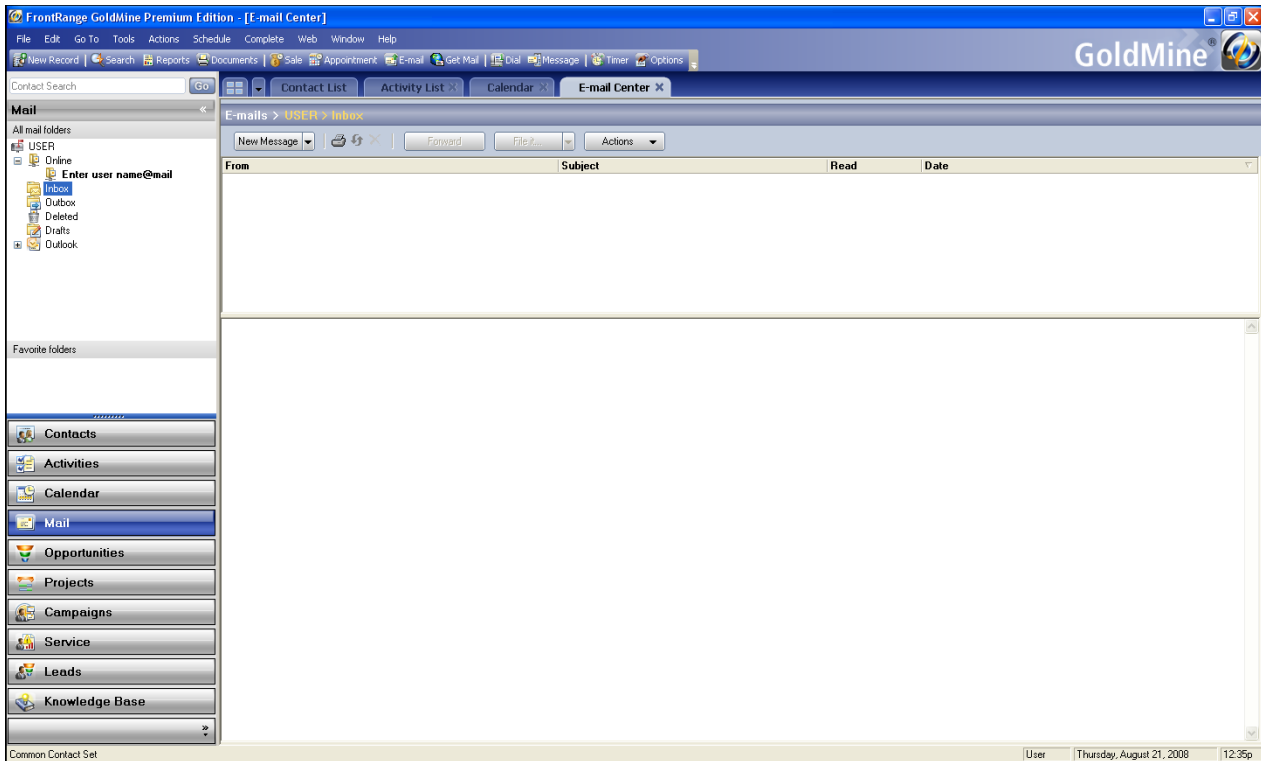 FrontRange GoldMine Premium Edition - [E-mail Center]
File Edit Go To Tools Actions Schedule Complete Web Window Help
New Record Search Reports Documents Sale Appointment E-mail Get Mail Dial Message Timer Options
GoldMine®
Contact Search Go
Contact List Activity List Calendar E-mail Center
Mail
E-mails > USER > Inbox
All mail folders
New Message Forward File it... Actions
USER
Online
Enter user name@mail
Inbox
Outbox
Deleted
Drafts
Outlook
From Subject Read Date
Favorite folders
Contacts
Activities
Calendar
Mail
Opportunities
Projects
Campaigns
Service
Leads
Knowledge Base
Common Contact Set User Thursday, August 21, 2008 12:35p